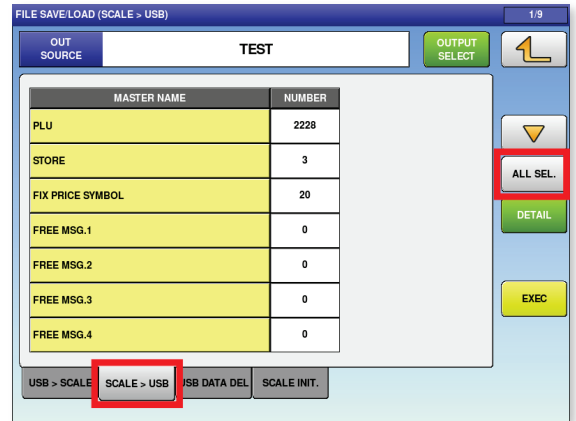 FILE SAVE/LOAD (SCALE > USB)
1/9
OUT
SOURCE
TEST
OUTPUT
SELECT
MASTER NAME NUMBER
PLU 2228
STORE 3
FIX PRICE SYMBOL 20
FREE MSG.1 0
FREE MSG.2 0
FREE MSG.3 0
FREE MSG.4 0
ALL SEL.
DETAIL
EXEC
USB > SCALE SCALE > USB USB DATA DEL SCALE INIT.